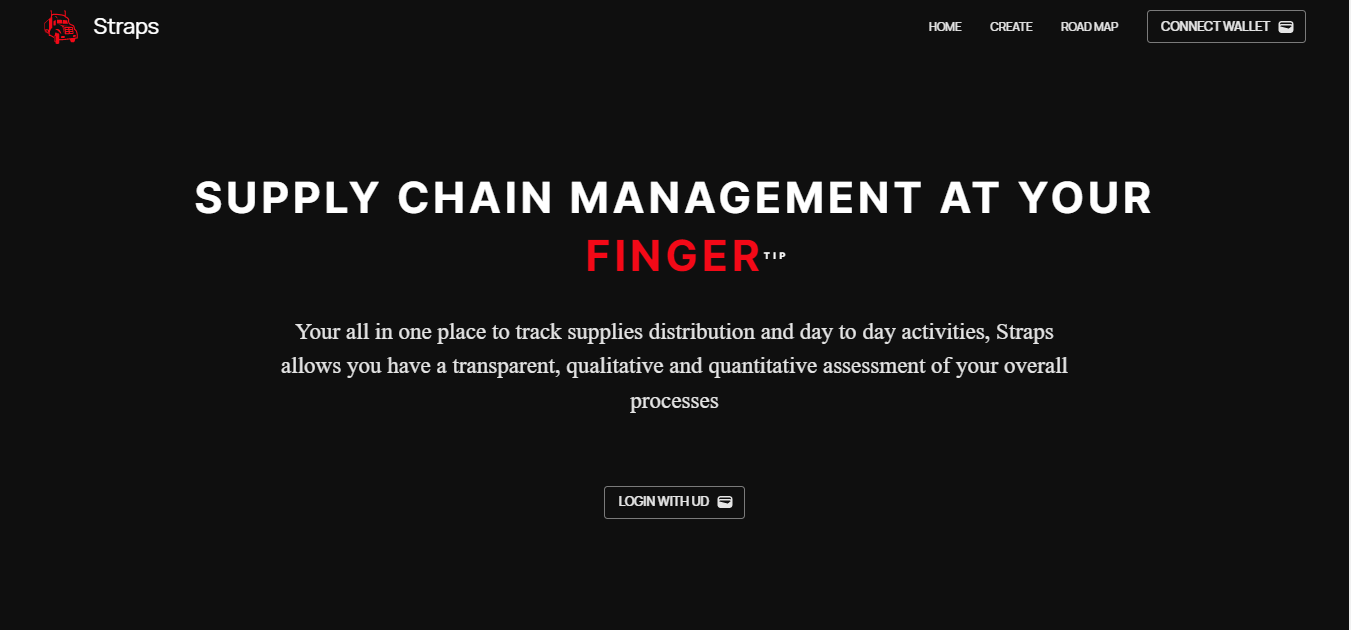 Straps
HOME
CREATE
ROAD MAP
CONNECT WALLET
SUPPLY CHAIN MANAGEMENT AT YOUR
FINGER TIP
Your all in one place to track supplies distribution and day to day activities, Straps
allows you have a transparent, qualitative and quantitative assessment of your overall
processes
LOGIN WITH UD